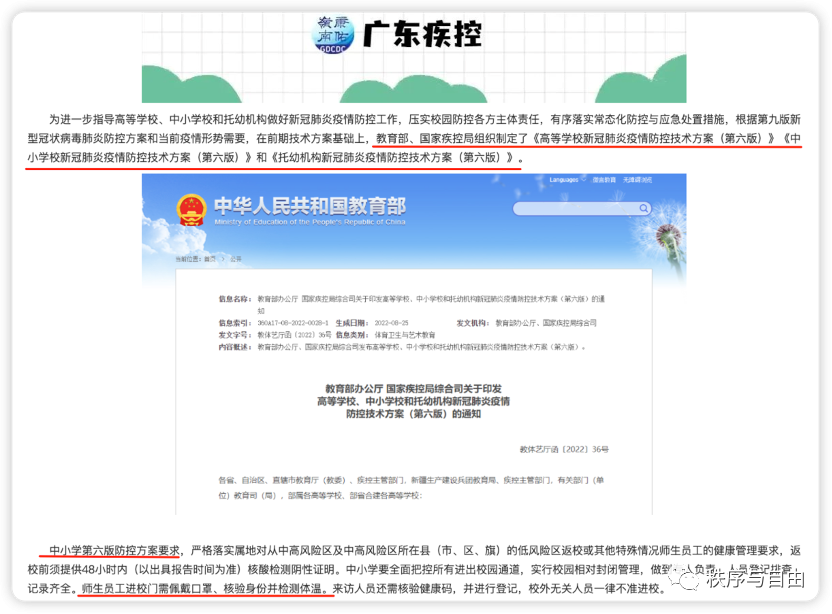 广东疾控
GDCDC
为进一步指导高等学校、中小学校和托幼机构做好新冠肺炎疫情防控工作，压实校园防控各方主体责任，有序落实常态化防控与应急处置措施，根据第九版新
型冠状病毒肺炎防控方案和当前疫情形势需要，在前期技术方案基础上，教育部、国家疾控局组织制定了《高等学校新冠肺炎疫情防控技术方案（第六版）》《中
小学校新冠肺炎疫情防控技术方案（第六版）》和《托幼机构新冠肺炎疫情防控技术方案（第六版）》。
Languages 搜索教育 无障碍浏览
中华人民共和国教育部
Ministry of Education of the People's Republic of China
当前位置：首页 > 公开
信息名称：教育部办公厅 国家疾控局综合司关于印发高等学校、中小学校和托幼机构新冠肺炎疫情防控技术方案（第六版）的通
知
信息索引：360A17-08-2022-0028-1 生成日期：2022-08-25 发文机构：教育部办公厅、国家疾控局综合司
发文字号：教体艺厅函〔2022〕36号 信息类别：体育卫生与艺术教育
内容概述：教育部办公厅、国家疾控局综合司发布高等学校、中小学校和托幼机构新冠肺炎疫情防控技术方案（第六版）。
教育部办公厅 国家疾控局综合司关于印发
高等学校、中小学校和托幼机构新冠肺炎疫情
防控技术方案（第六版）的通知
教体艺厅函〔2022〕36号
各省、自治区、直辖市教育厅（教委）、疾控主管部门，新疆生产建设兵团教育局、疾控主管部门，有关部门（单
位）教育司（局），部属各高等学校、部省合建各高等学校：
中小学第六版防控方案要求，严格落实属地对从中高风险区及中高风险区所在县（市、区、旗）的低风险区返校或其他特殊情况师生员工的健康管理要求，返
校前须提供48小时内（以出具报告时间为准）核酸检测阴性证明。中小学要全面把控所有进出校园通道，实行校园相对封闭管理，做到专人负责、人员登记排查，
记录齐全。师生员工进校门需佩戴口罩、核验身份并检测体温。来访人员还需核验健康码，并进行登记，校外无关人员一律不准进校。
秩序与自由